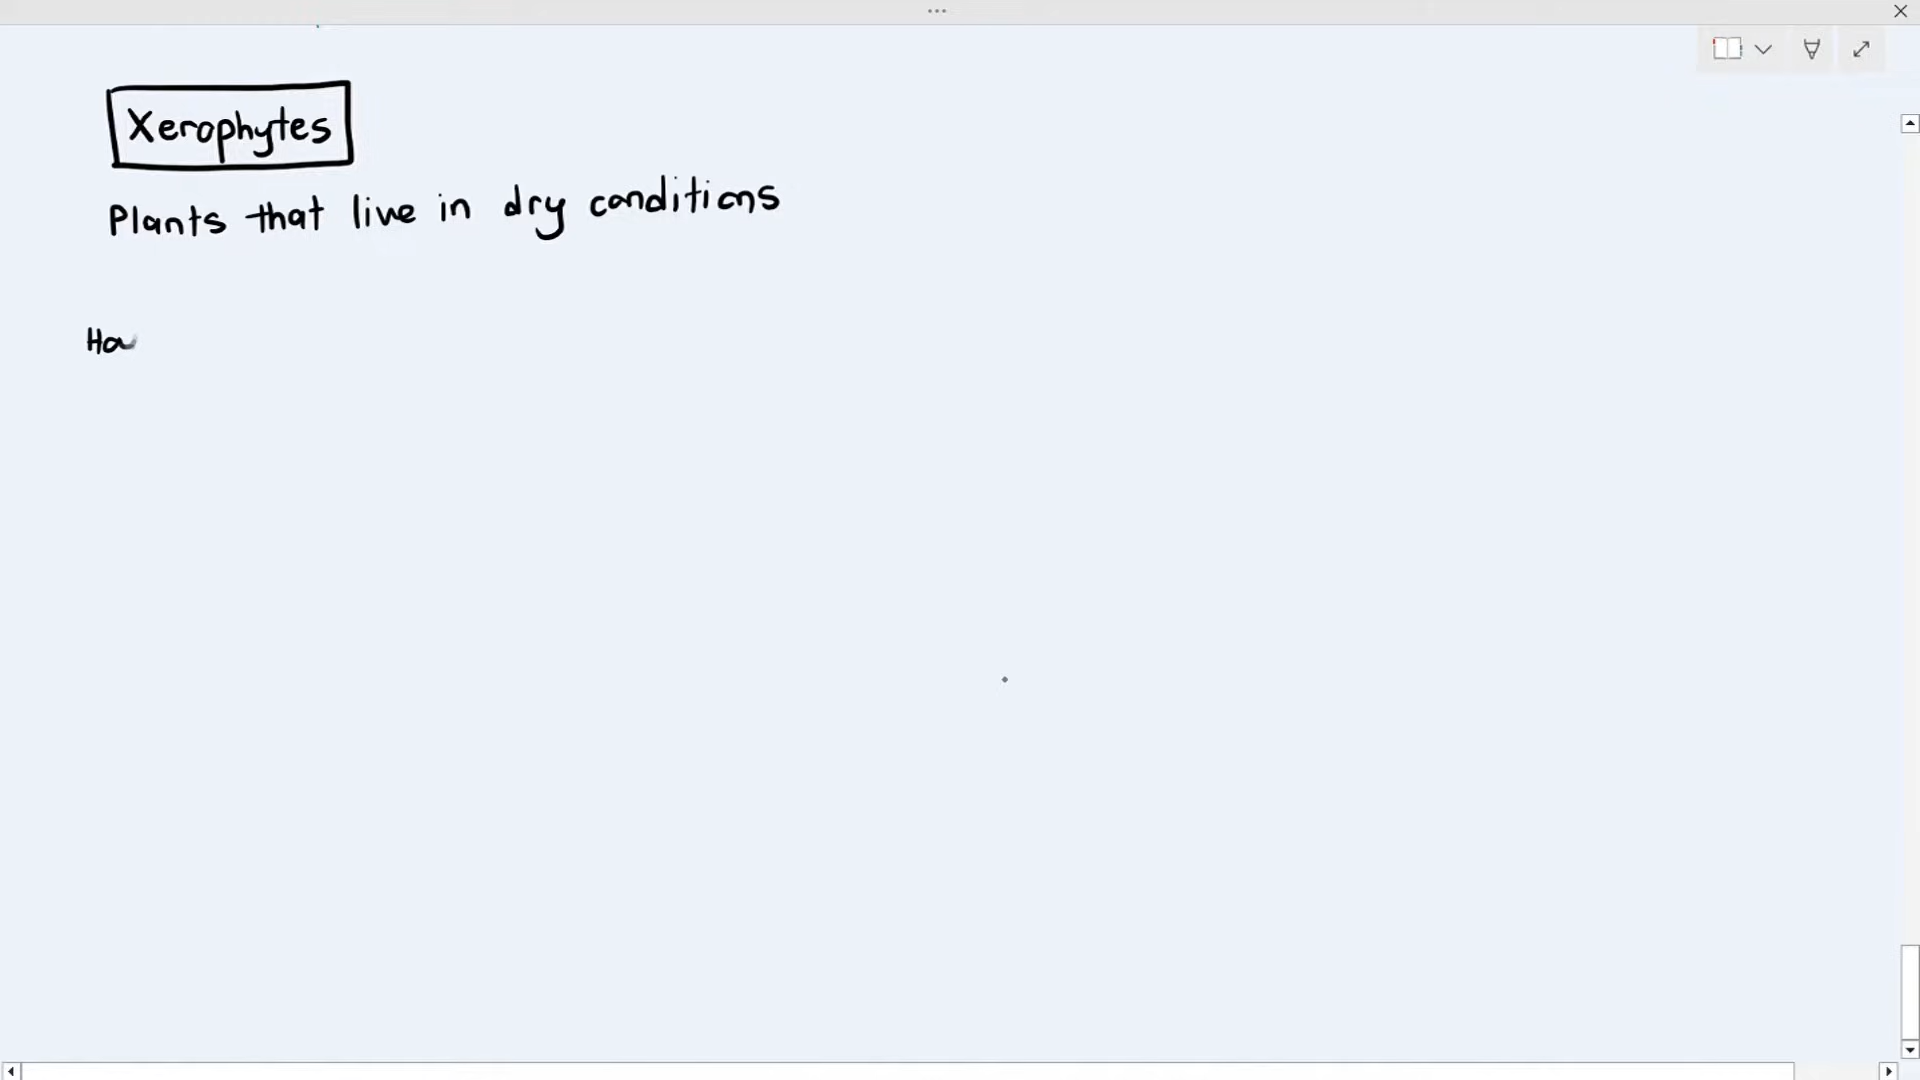 Xerophytes
Plants that live in dry conditions